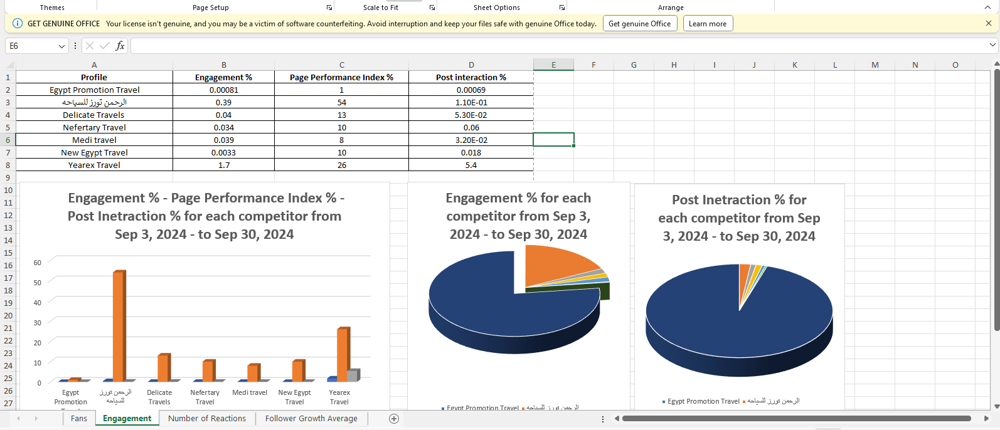 Themes Page Setup Scale to Fit Sheet Options Arrange
GET GENUINE OFFICE Your license isn't genuine, and you may be a victim of software counterfeiting. Avoid interruption and keep your files safe with genuine Office today. Get genuine Office Learn more
E6 fx
A B C D E F G H I J K L M N O
1 Profile Engagement % Page Performance Index % Post interaction %
2 Egypt Promotion Travel 0.00081 1 0.00069
3 الرحمن تورز للسياحه 0.39 54 1.10E-01
4 Delicate Travels 0.04 13 5.30E-02
5 Nefertary Travel 0.034 10 0.06
6 Medi travel 0.039 8 3.20E-02
7 New Egypt Travel 0.0033 10 0.018
8 Yearex Travel 1.7 26 5.4
9
10
11
12
13
14
15
16
17
18
19
20
21
22
23
24
25
26
27
Engagement % - Page Performance Index % -
Post Inetraction % for each competitor from
Sep 3, 2024 - to Sep 30, 2024
60
50
40
30
20
10
0
Egypt Promotion
الرحمن تورز للسياحه
Delicate Travels
Nefertary Travel
Medi travel
New Egypt Travel
Yearex Travel
Engagement % for each
competitor from Sep 3,
2024 - to Sep 30, 2024
Egypt Promotion Travel الرحمن تورز للسياحه
Post Inetraction % for
each competitor from Sep
3, 2024 - to Sep 30, 2024
Egypt Promotion Travel الرحمن تورز للسياحه
Fans Engagement Number of Reactions Follower Growth Average